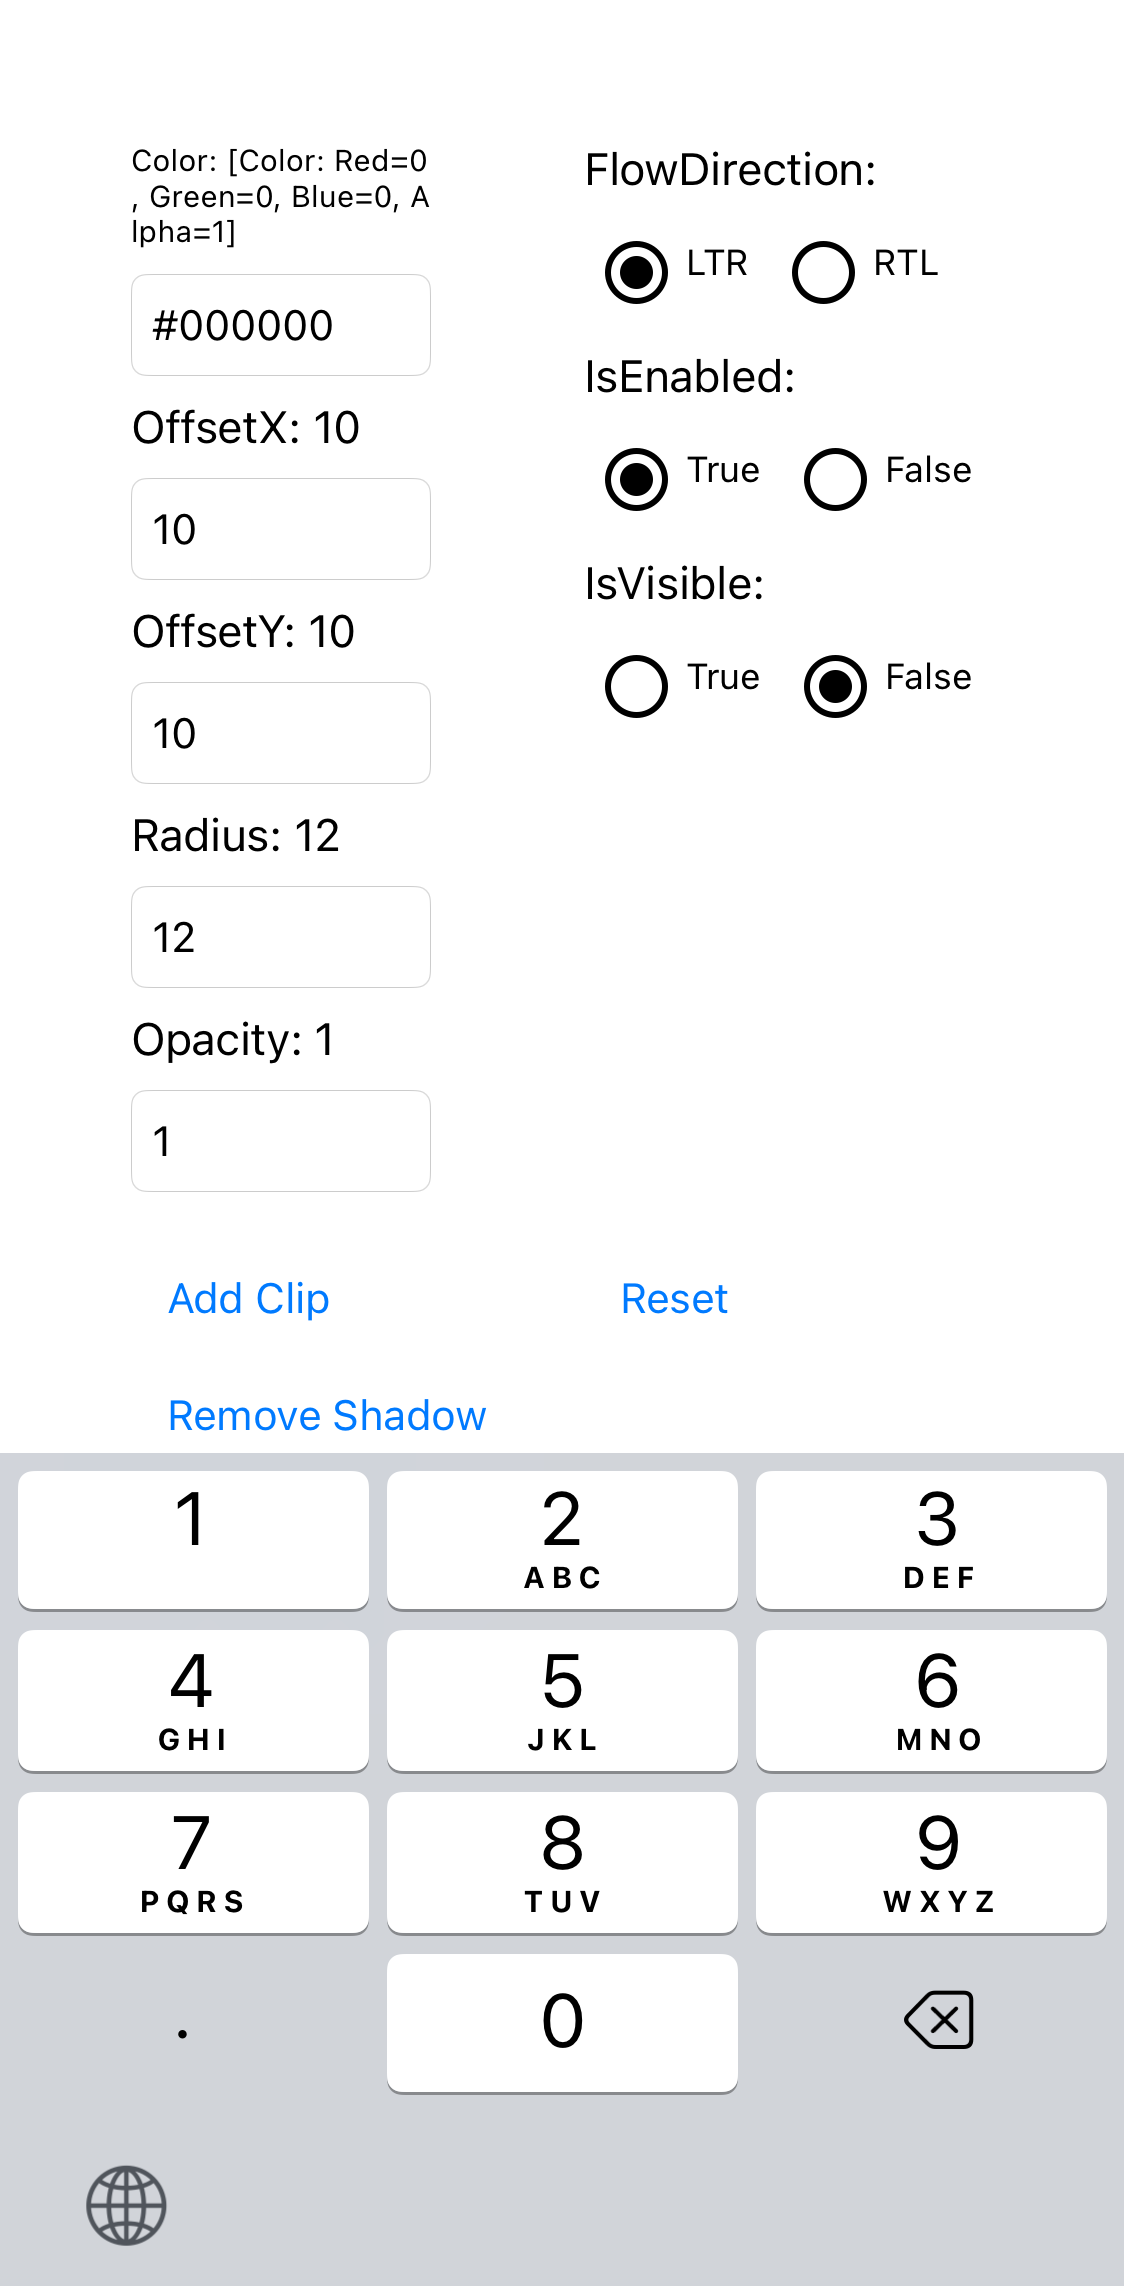 Color: [Color: Red=0
, Green=0, Blue=0, A
lpha=1]
#000000
OffsetX: 10
10
OffsetY: 10
10
Radius: 12
12
Opacity: 1
1
FlowDirection:
LTR RTL
IsEnabled:
True False
IsVisible:
True False
Add Clip Reset
Remove Shadow
1 2 3
ABC DEF
4 5 6
GHI JKL MNO
7 8 9
PQRS TUV WXYZ
. 0